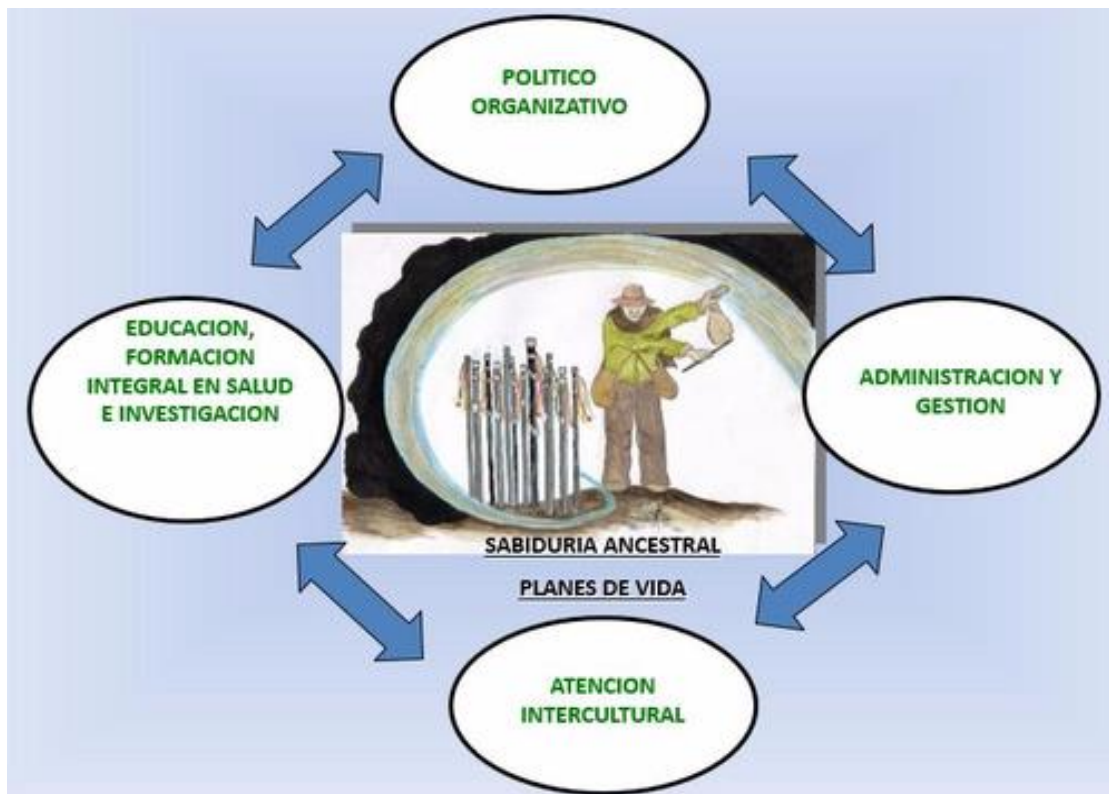 POLITICO
ORGANIZATIVO
EDUCACION,
FORMACION
INTEGRAL EN SALUD
E INVESTIGACION
ADMINISTRACION Y
GESTION
SABIDURIA ANCESTRAL
PLANES DE VIDA
ATENCION
INTERCULTURAL